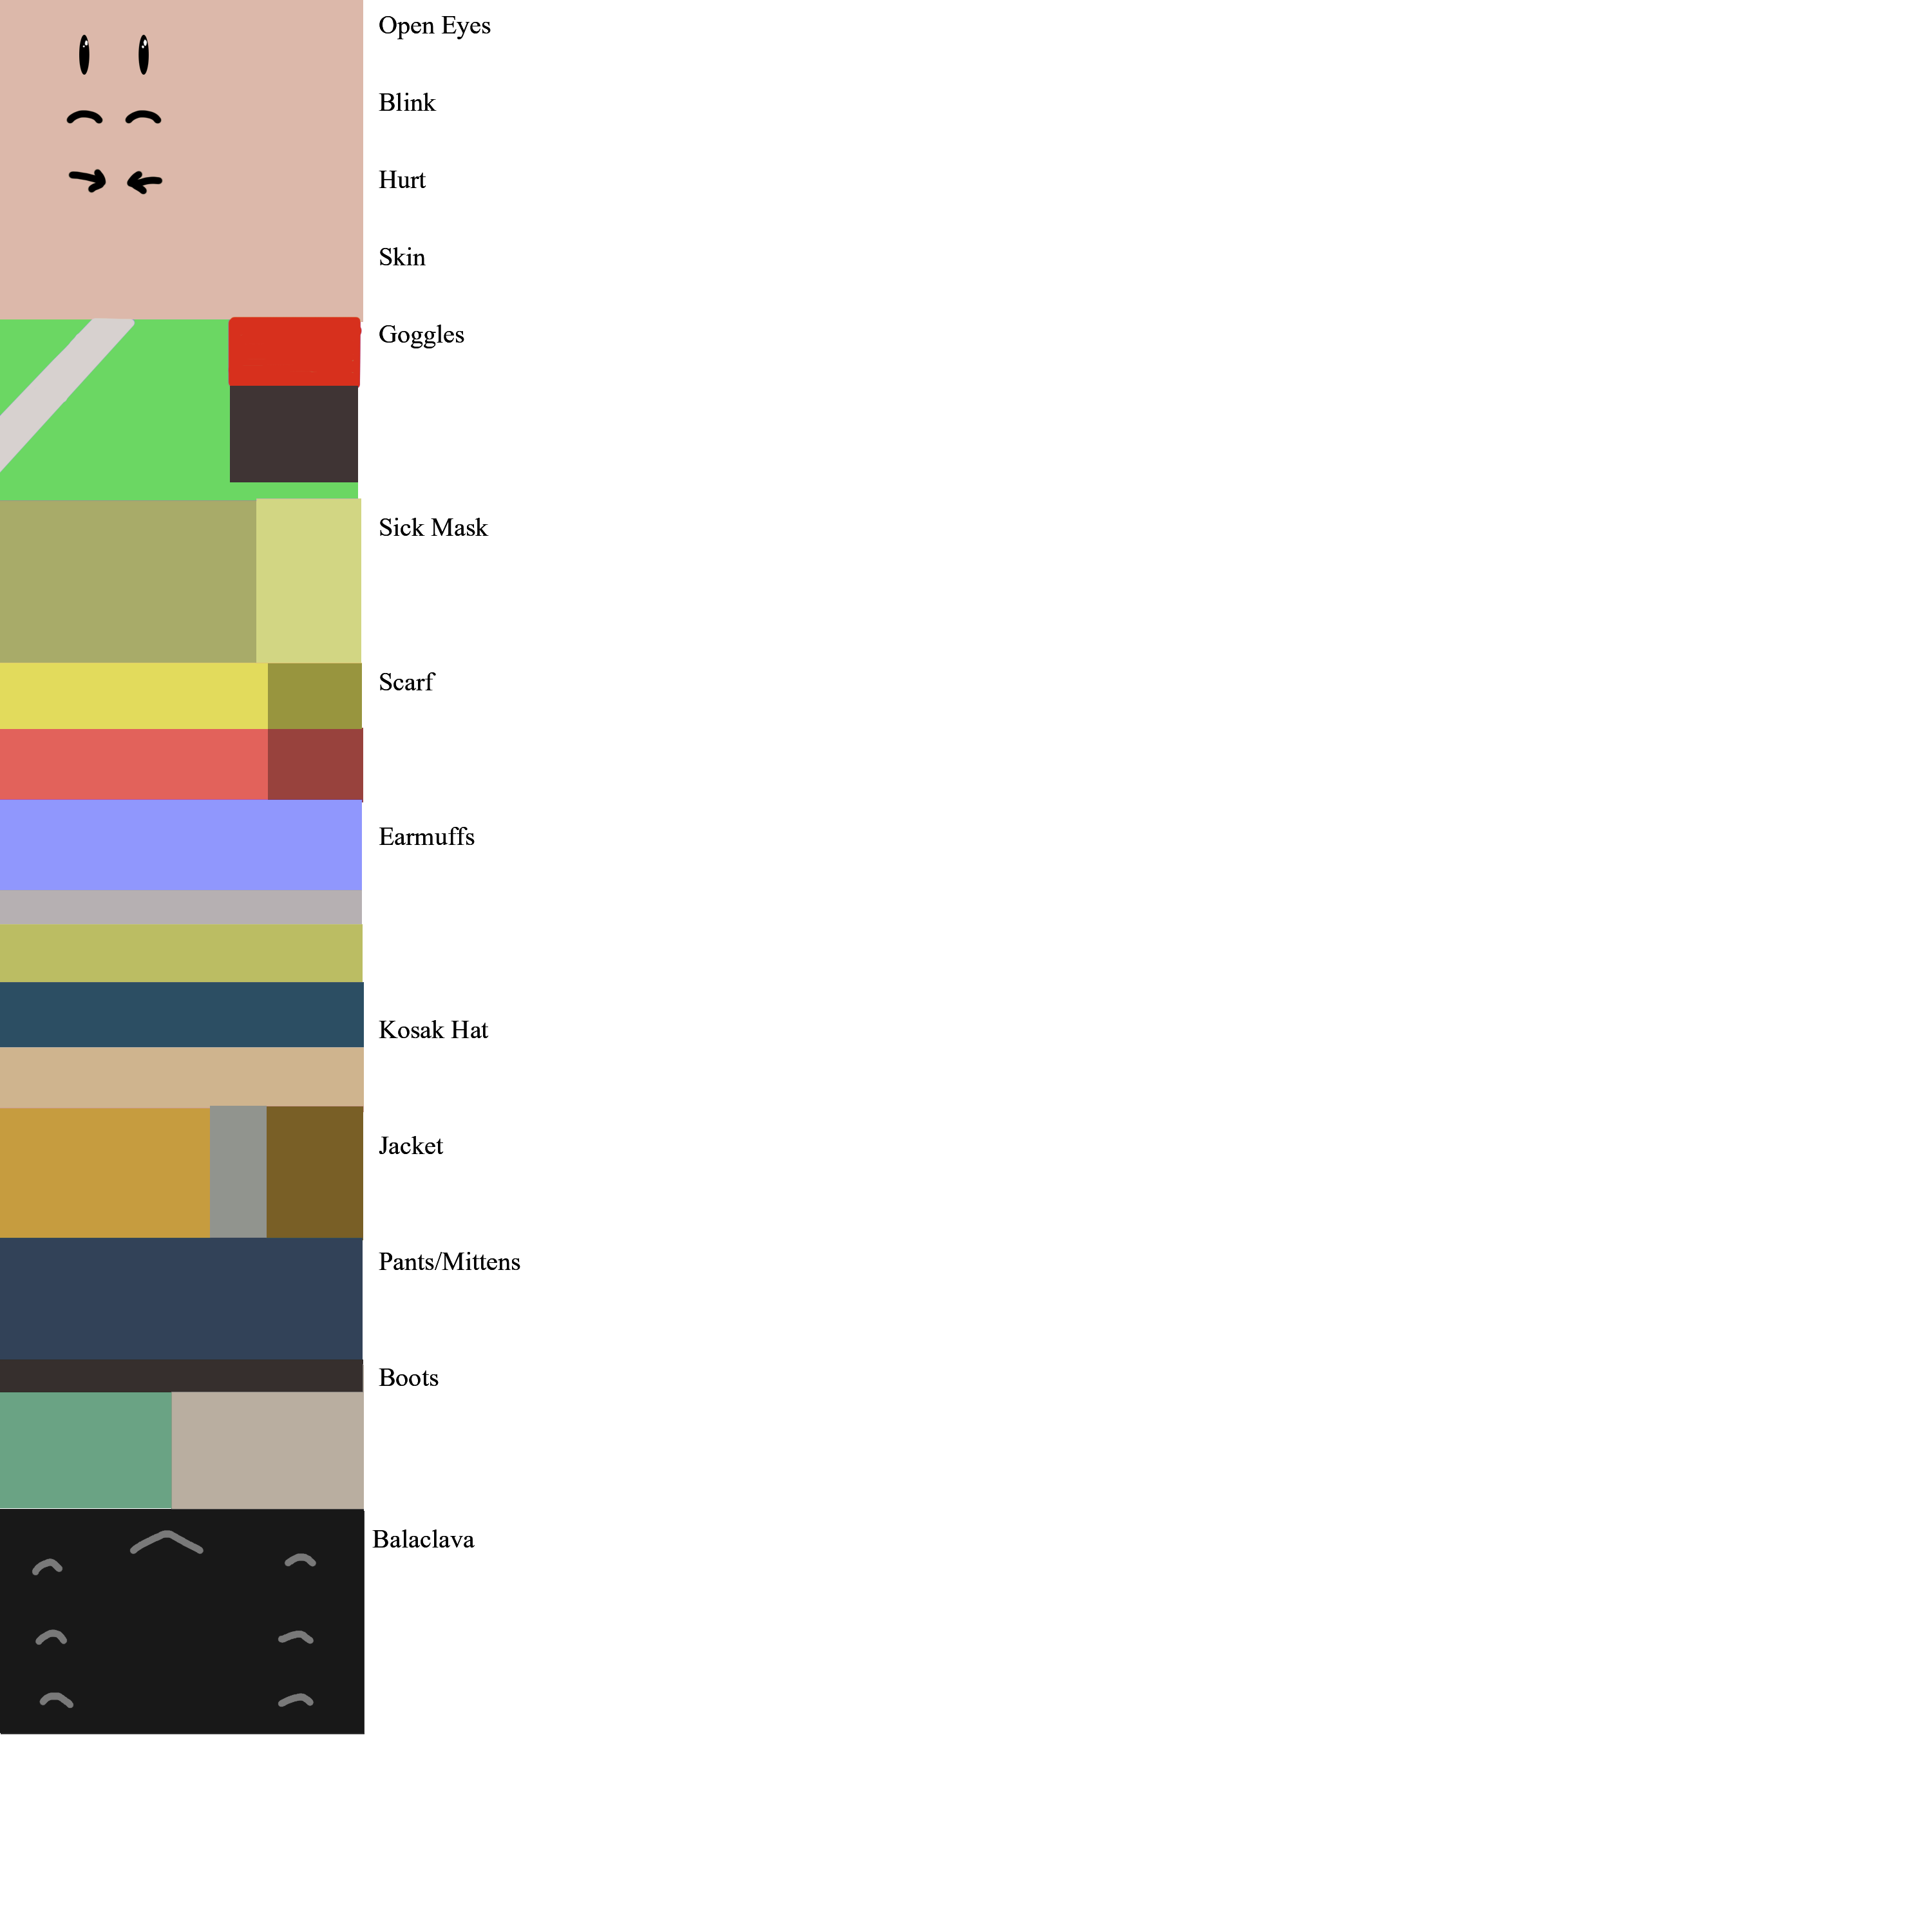 Open Eyes
Blink
Hurt
Skin
Goggles
Sick Mask
Scarf
Earmuffs
Kosak Hat
Jacket
Pants/Mittens
Boots
Balaclava